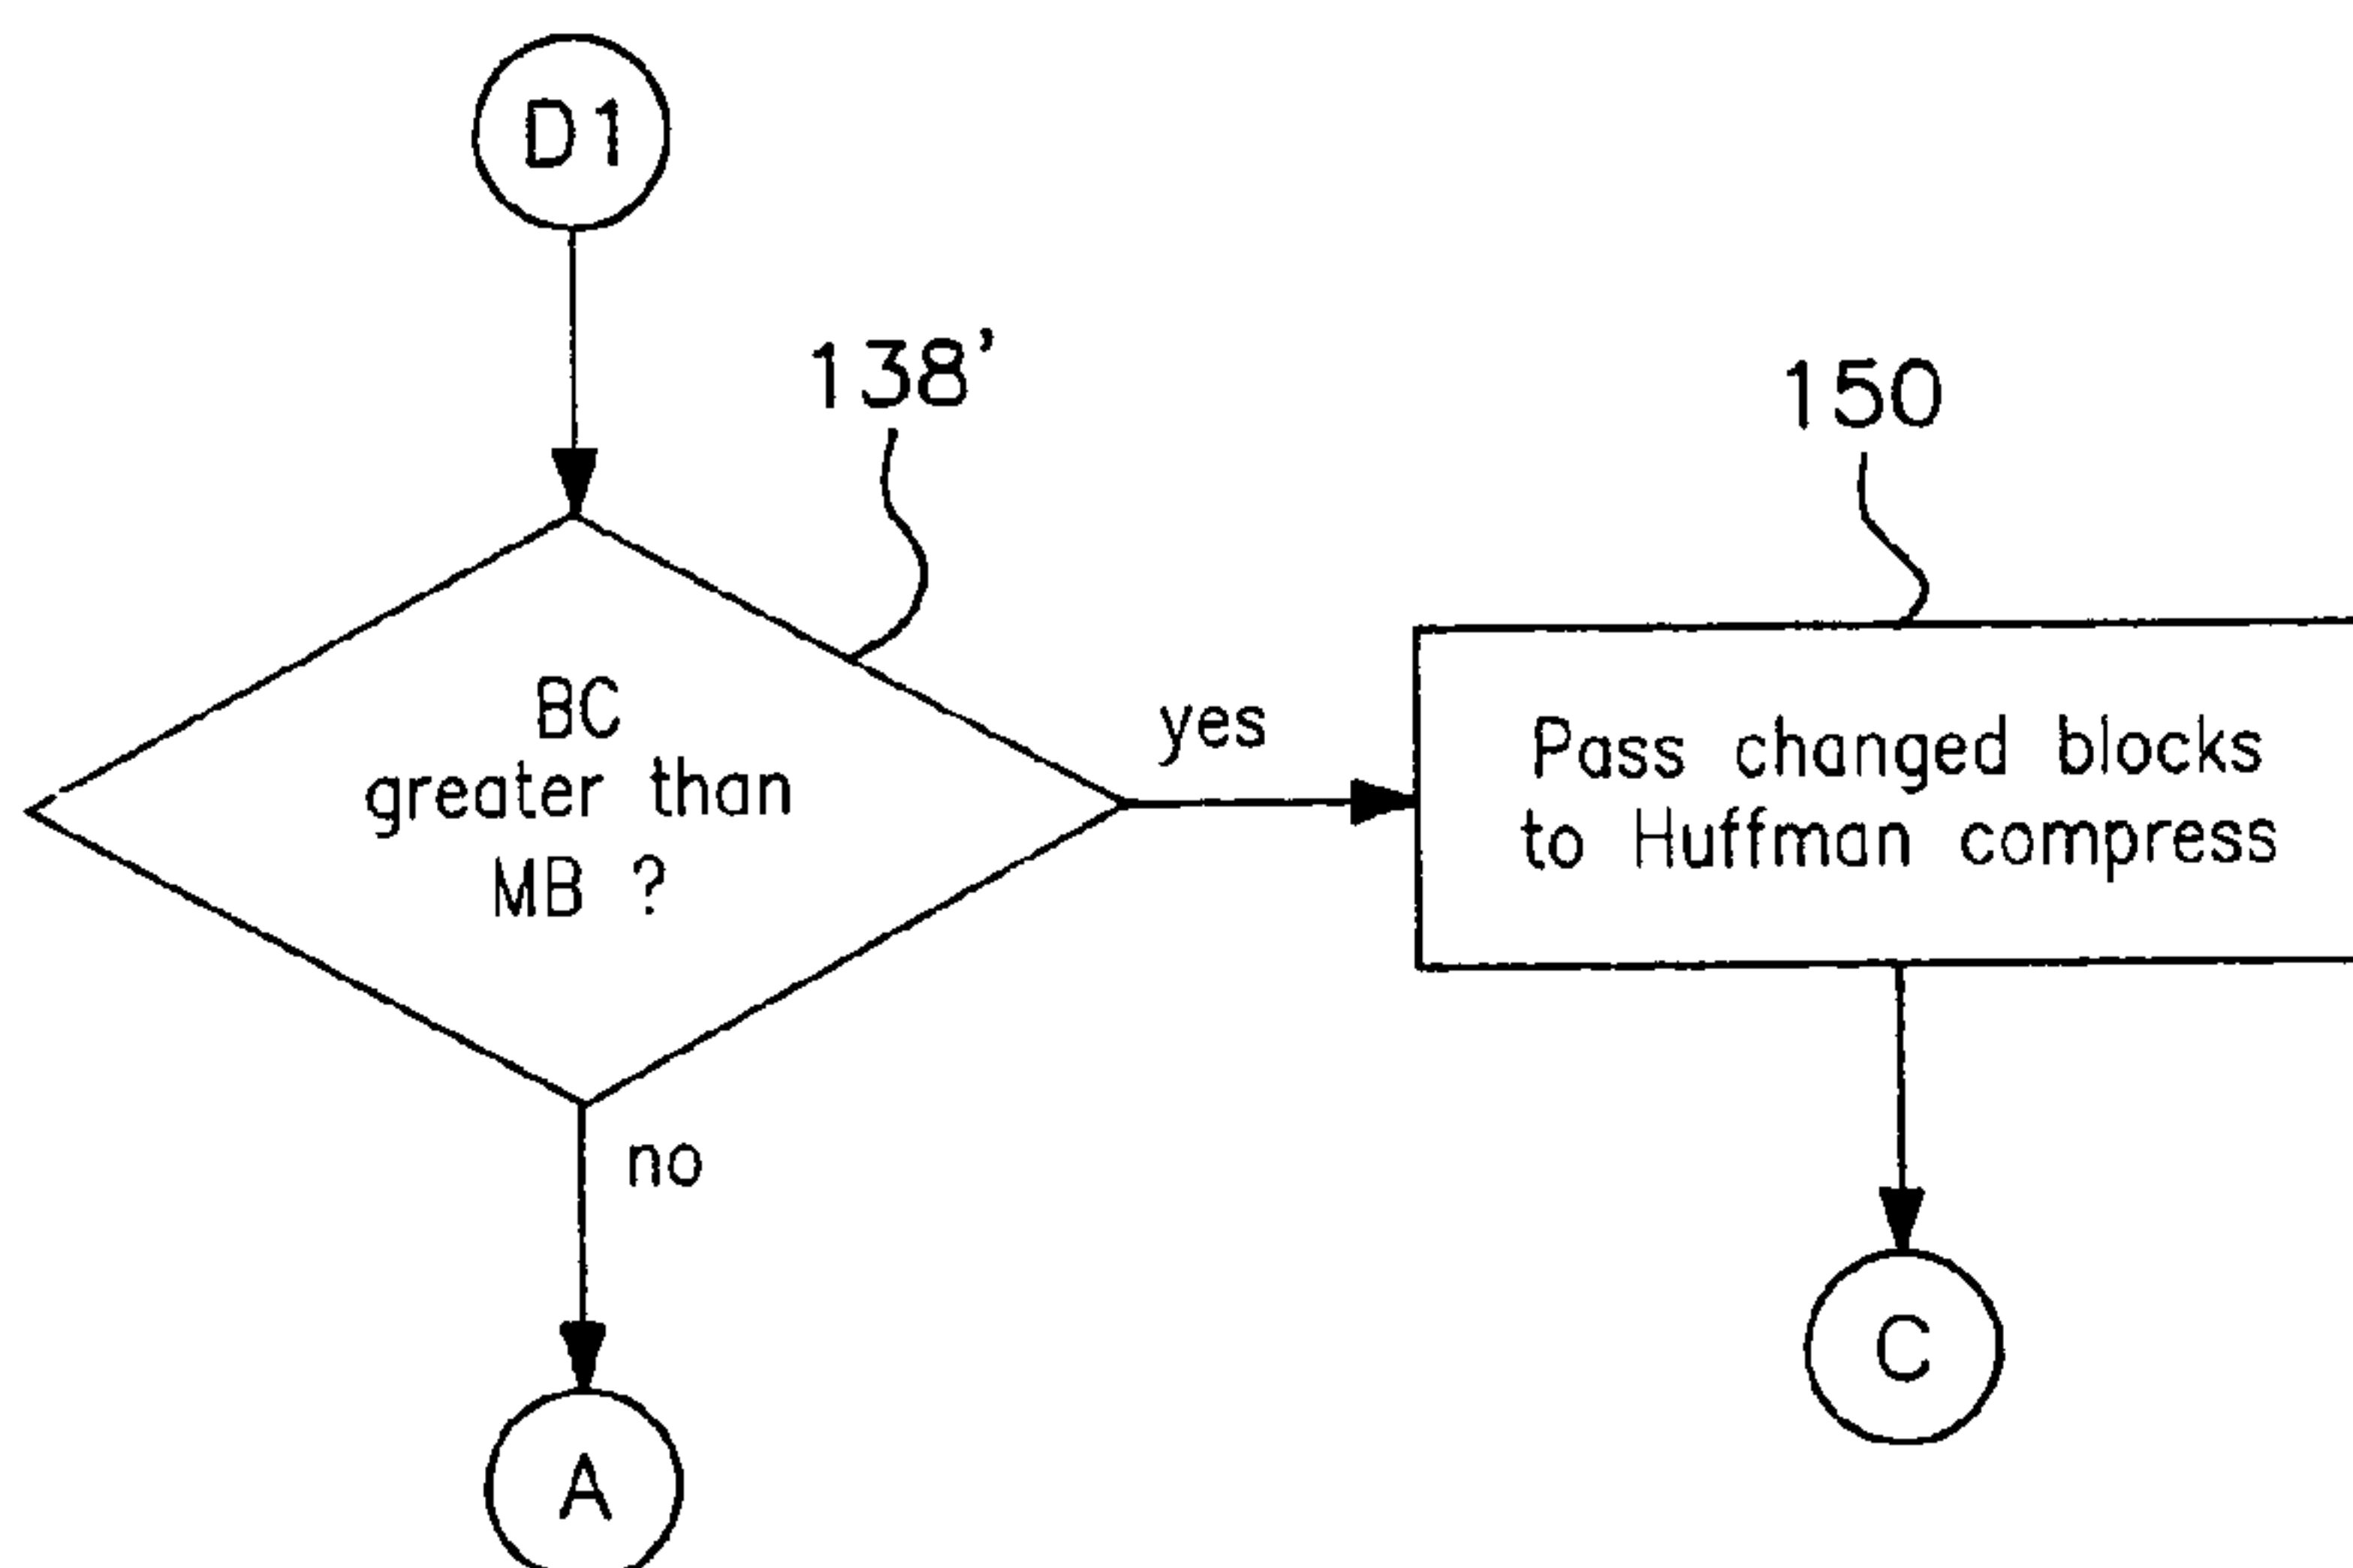 D1
138'
150
BC
greater than
MB ?
yes
Pass changed blocks
to Huffman compress
no
C
A